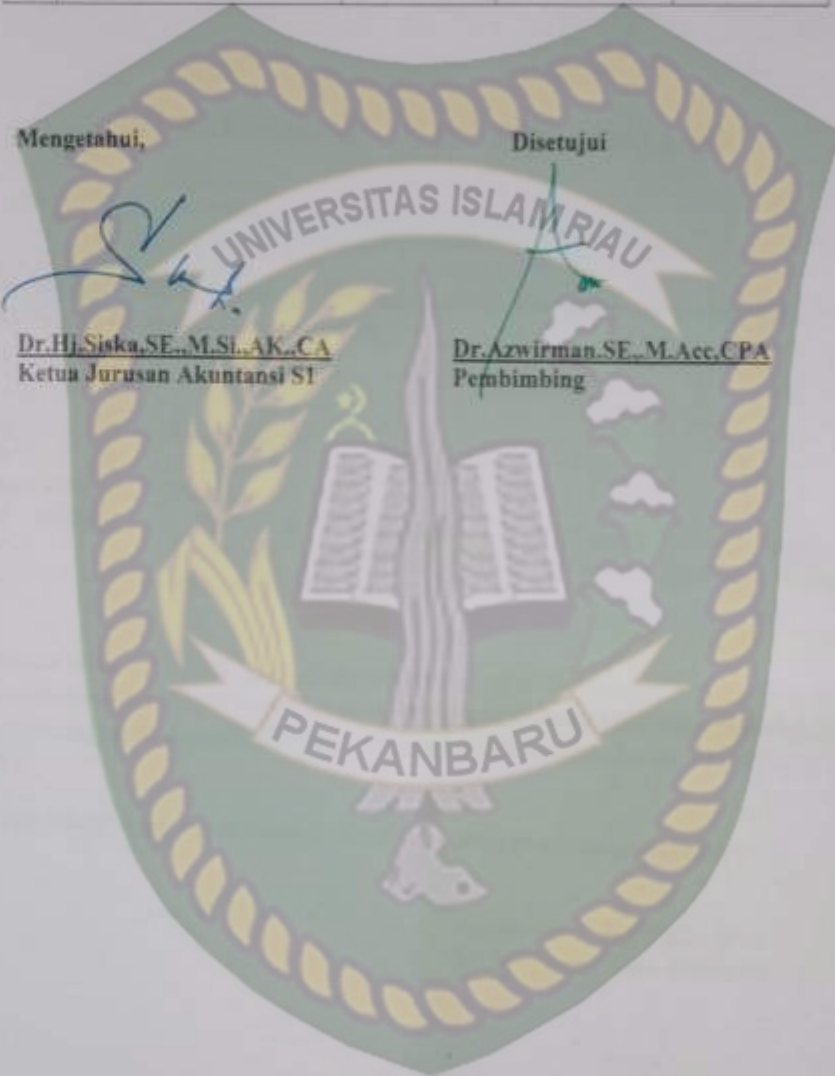 Mengetahui,
Disetujui
UNIVERSITAS ISLAM RIAU
Dr.Hj.Siska,SE.,M.Si.,AK.,CA
Ketua Jurusan Akuntansi S1
Dr.Azwirman.SE.,M.Acc,CPA
Pembimbing
PEKANBARU